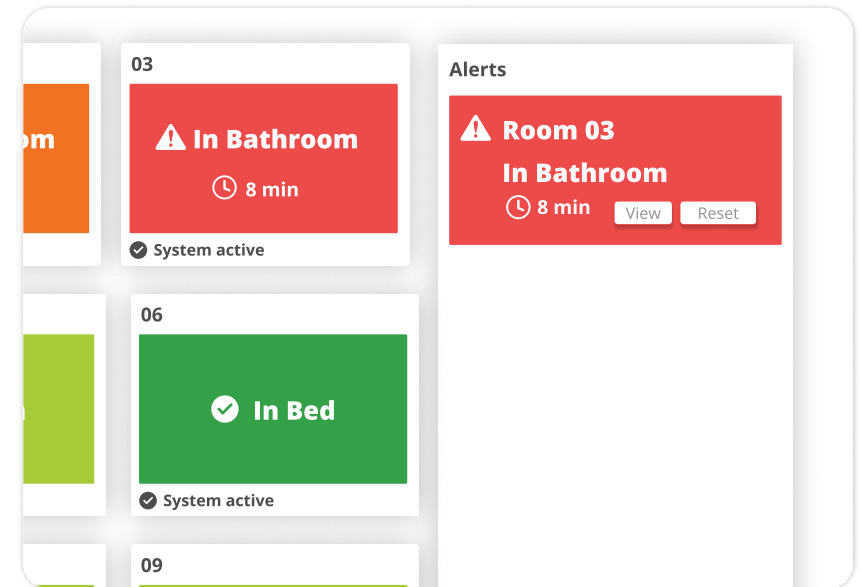 03
In Bathroom
8 min
System active
06
In Bed
System active
09
Alerts
Room 03
In Bathroom
8 min
View
Reset